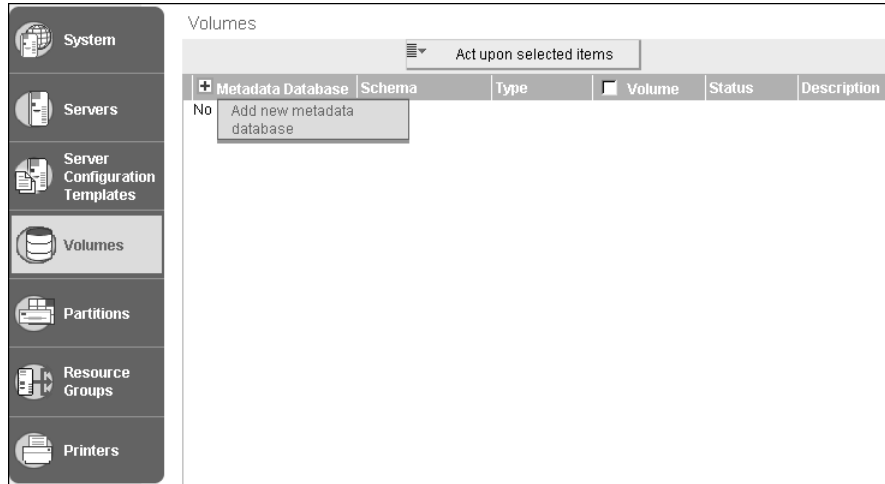 System
Servers
Server
Configuration
Templates
Volumes
Partitions
Resource
Groups
Printers
Volumes
Act upon selected items
Metadata Database Schema Type Volume Status Description
No
Add new metadata
database